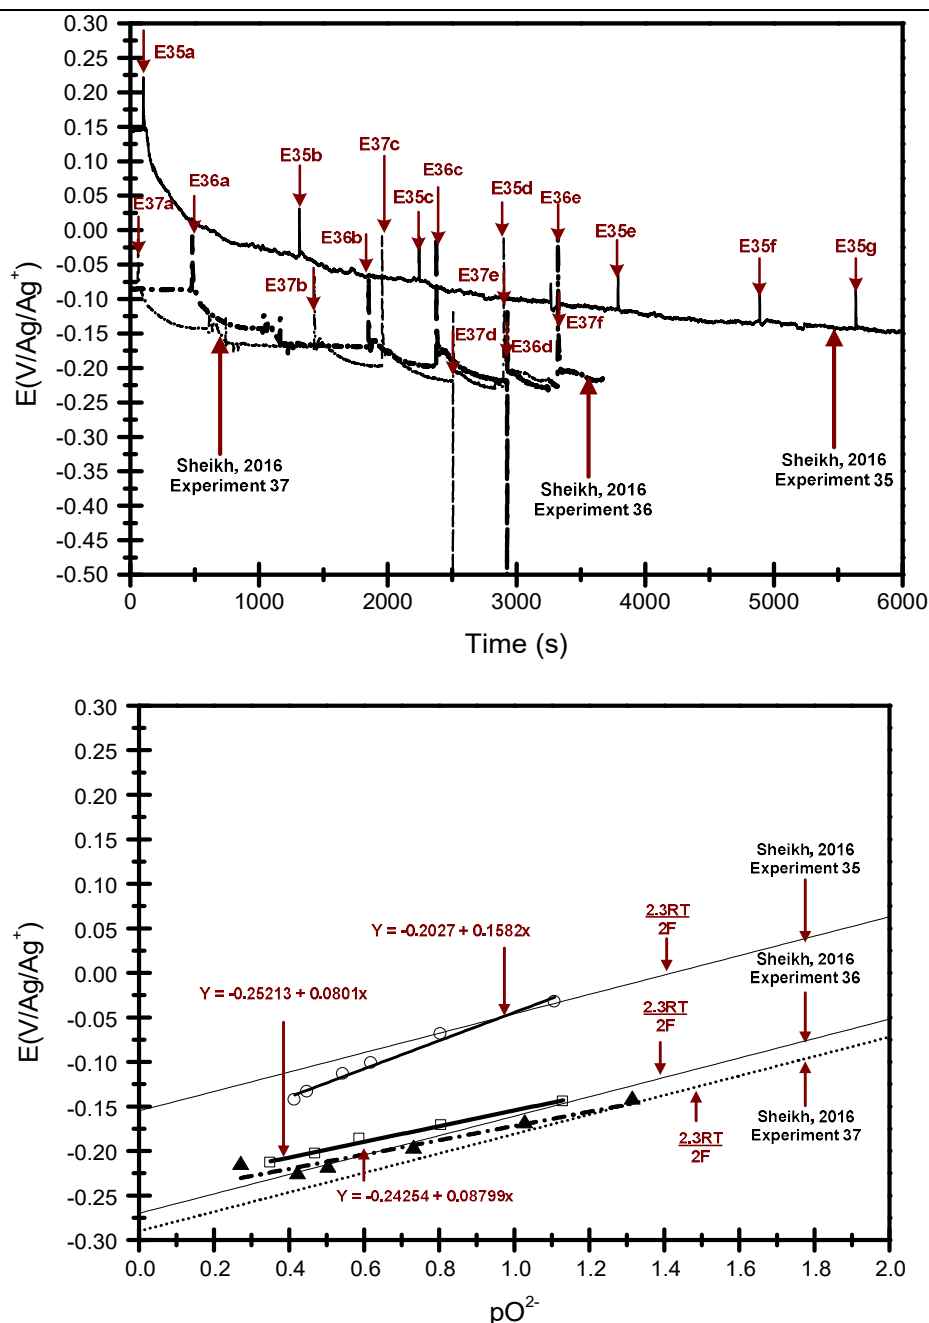 0.30
0.25
0.20
0.15
0.10
0.05
0.00
-0.05
-0.10
-0.15
-0.20
-0.25
-0.30
-0.35
-0.40
-0.45
-0.50
E(V/Ag/Ag⁺)
E35a
E37c
E35b
E36c
E36a
E35d
E36e
E37a
E35c
E36b
E35e
E35f
E35g
E37b
E37e
E37d
E36d
E37f
Sheikh, 2016
Experiment 37
Sheikh, 2016
Experiment 36
Sheikh, 2016
Experiment 35
0 1000 2000 3000 4000 5000 6000
Time (s)
0.30
0.25
0.20
0.15
0.10
0.05
0.00
-0.05
-0.10
-0.15
-0.20
-0.25
-0.30
E(V/Ag/Ag⁺)
Sheikh, 2016
Experiment 35
Y = -0.2027 + 0.1582x
2.3RT
2F
Sheikh, 2016
Experiment 36
Y = -0.25213 + 0.0801x
2.3RT
2F
Sheikh, 2016
Experiment 37
2.3RT
2F
Y = -0.24254 + 0.08799x
0.0 0.2 0.4 0.6 0.8 1.0 1.2 1.4 1.6 1.8 2.0
pO²⁻